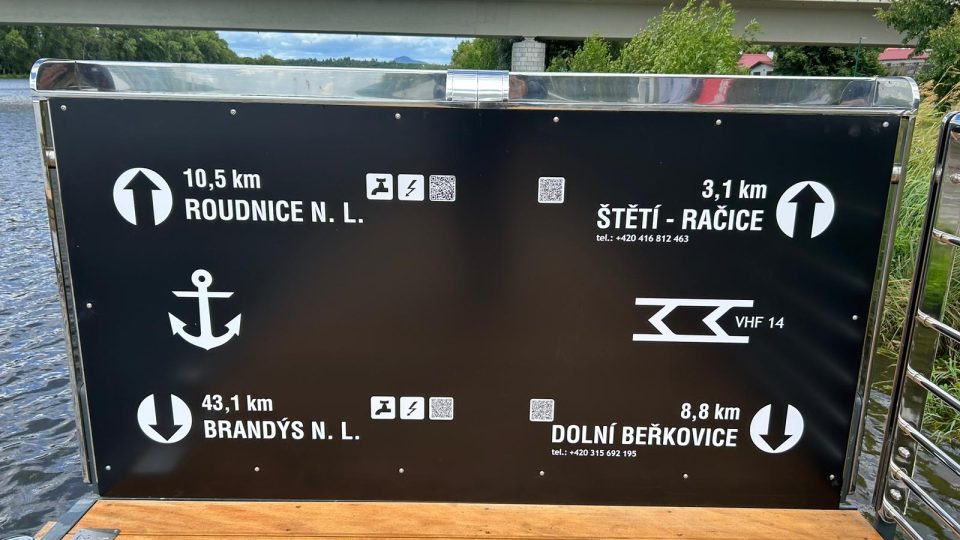 10,5 km
ROUDNICE N. L.
3,1 km
ŠTĚTÍ - RAČICE
tel.: +420 416 812 463
VHF 14
43,1 km
BRANDÝS N. L.
8,8 km
DOLNÍ BEŘKOVICE
tel.: +420 315 692 195